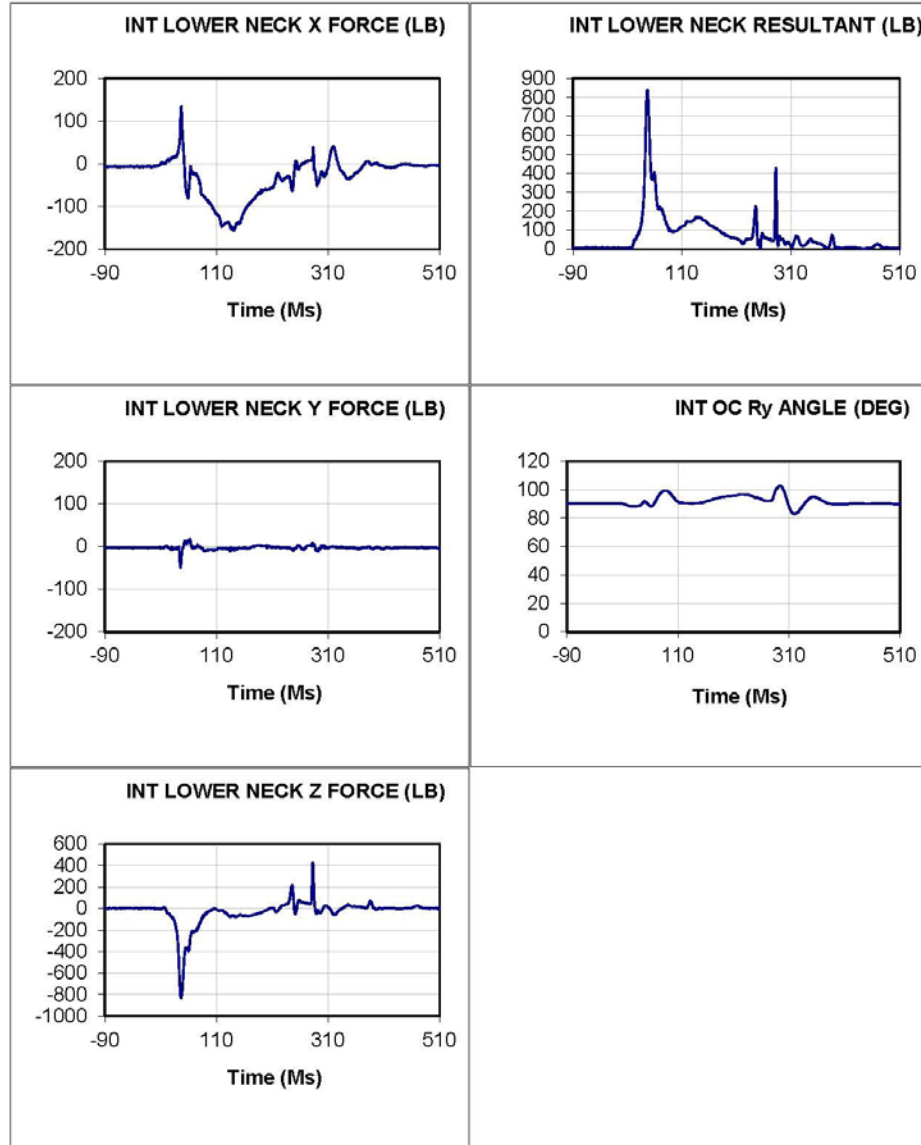 INT LOWER NECK X FORCE (LB)
200
100
0
-100
-200
-90 110 310 510
Time (Ms)
INT LOWER NECK RESULTANT (LB)
900
800
700
600
500
400
300
200
100
0
-90 110 310 510
Time (Ms)
INT LOWER NECK Y FORCE (LB)
200
100
0
-100
-200
-90 110 310 510
Time (Ms)
INT OC Ry ANGLE (DEG)
120
100
80
60
40
20
0
-90 110 310 510
Time (Ms)
INT LOWER NECK Z FORCE (LB)
600
400
200
0
-200
-400
-600
-800
-1000
-90 110 310 510
Time (Ms)